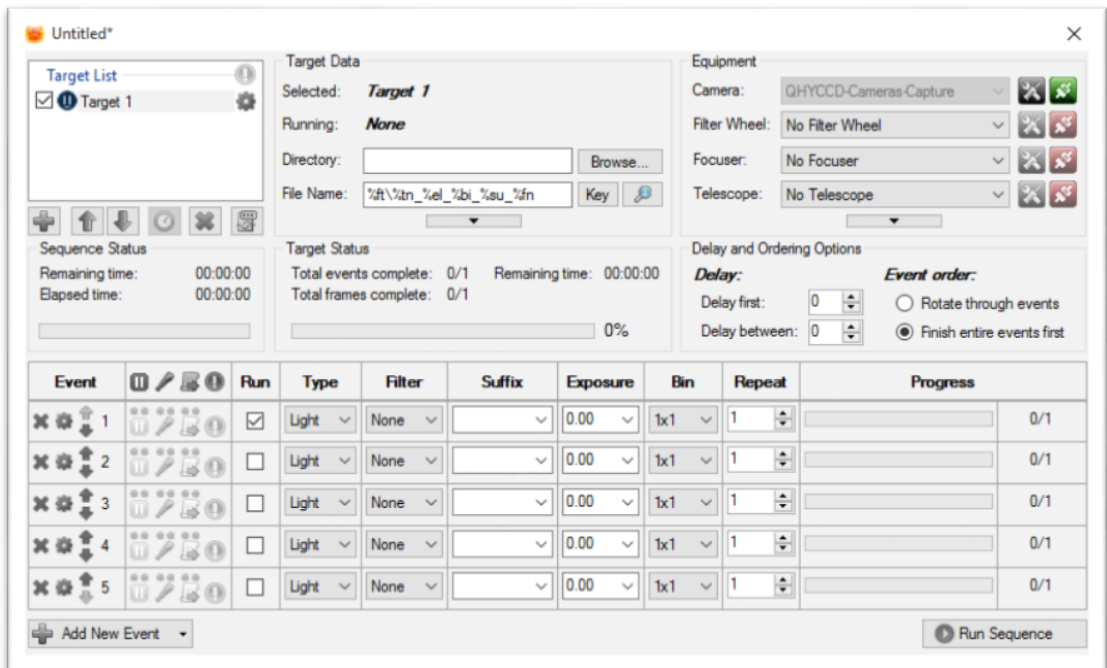 Untitled*
Target List
Target 1
Target Data
Selected: Target 1
Running: None
Directory: Browse...
File Name: %ft\%tn_%el_%bi_%su_%fn Key
Equipment
Camera: QHYCCD-Cameras-Capture
Filter Wheel: No Filter Wheel
Focuser: No Focuser
Telescope: No Telescope
Sequence Status
Remaining time: 00:00:00
Elapsed time: 00:00:00
Target Status
Total events complete: 0/1 Remaining time: 00:00:00
Total frames complete: 0/1
0%
Delay and Ordering Options
Delay: Event order:
Delay first: 0 Rotate through events
Delay between: 0 Finish entire events first
Event Run Type Filter Suffix Exposure Bin Repeat Progress
1 Light None 0.00 1x1 1 0/1
2 Light None 0.00 1x1 1 0/1
3 Light None 0.00 1x1 1 0/1
4 Light None 0.00 1x1 1 0/1
5 Light None 0.00 1x1 1 0/1
Add New Event Run Sequence